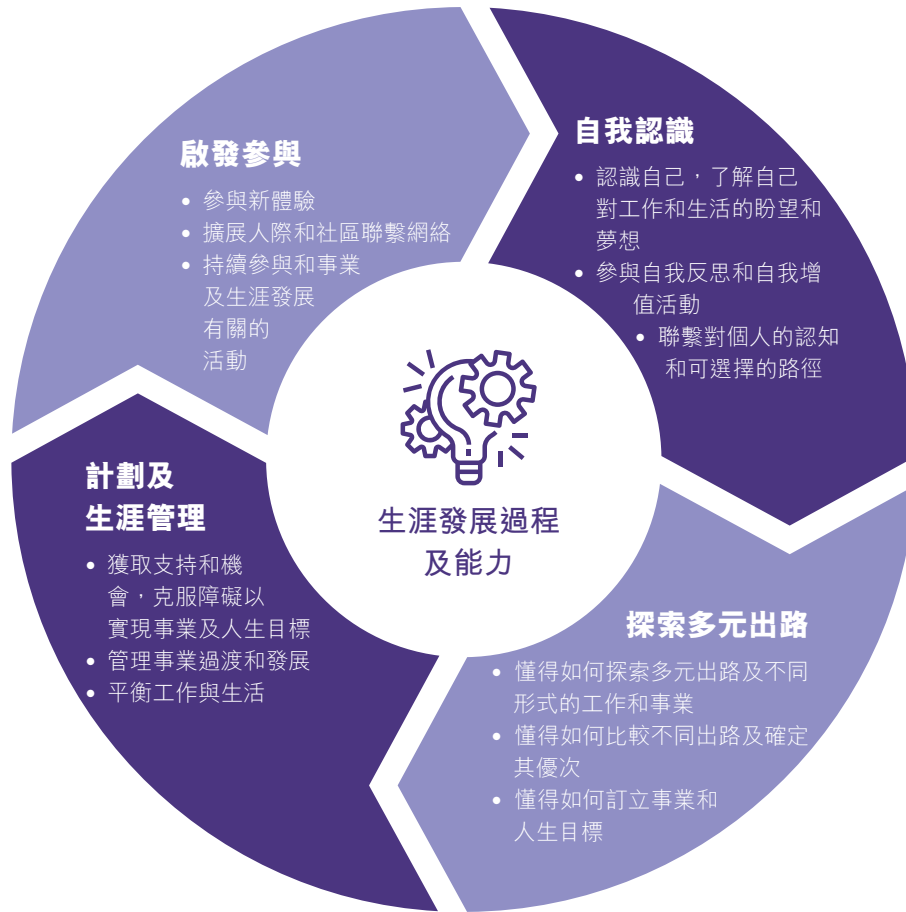 啟發參與
• 參與新體驗
• 擴展人際和社區聯繫網絡
• 持續參與和事業
及生涯發展
有關的
活動
自我認識
• 認識自己，了解自己
對工作和生活的盼望和
夢想
• 參與自我反思和自我增
值活動
• 聯繫對個人的認知
和可選擇的路徑
探索多元出路
• 懂得如何探索多元出路及不同
形式的工作和事業
• 懂得如何比較不同出路及確定
其優次
• 懂得如何訂立事業和
人生目標
計劃及
生涯管理
• 獲取支持和機
會，克服障礙以
實現事業及人生目標
• 管理事業過渡和發展
• 平衡工作與生活
生涯發展過程
及能力